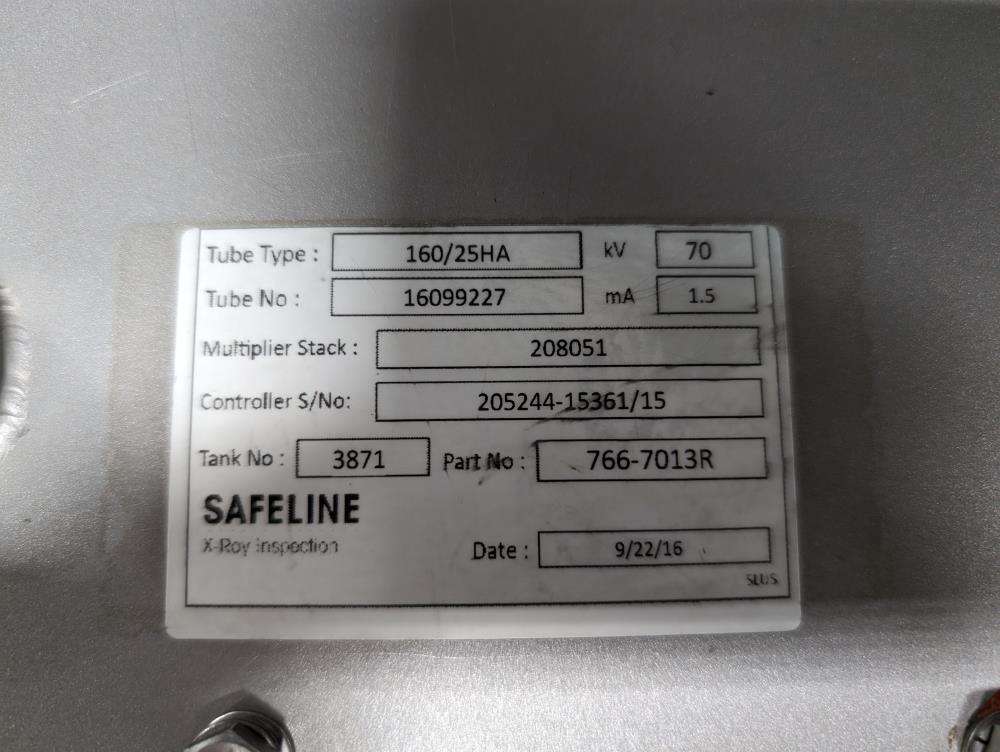 Tube Type : 160/25HA kV 70
Tube No : 16099227 mA 1.5
Multiplier Stack : 208051
Controller S/No: 205244-15361/15
Tank No : 3871 Part No : 766-7013R
SAFELINE
X-Ray Inspection
Date : 9/22/16
SLUS